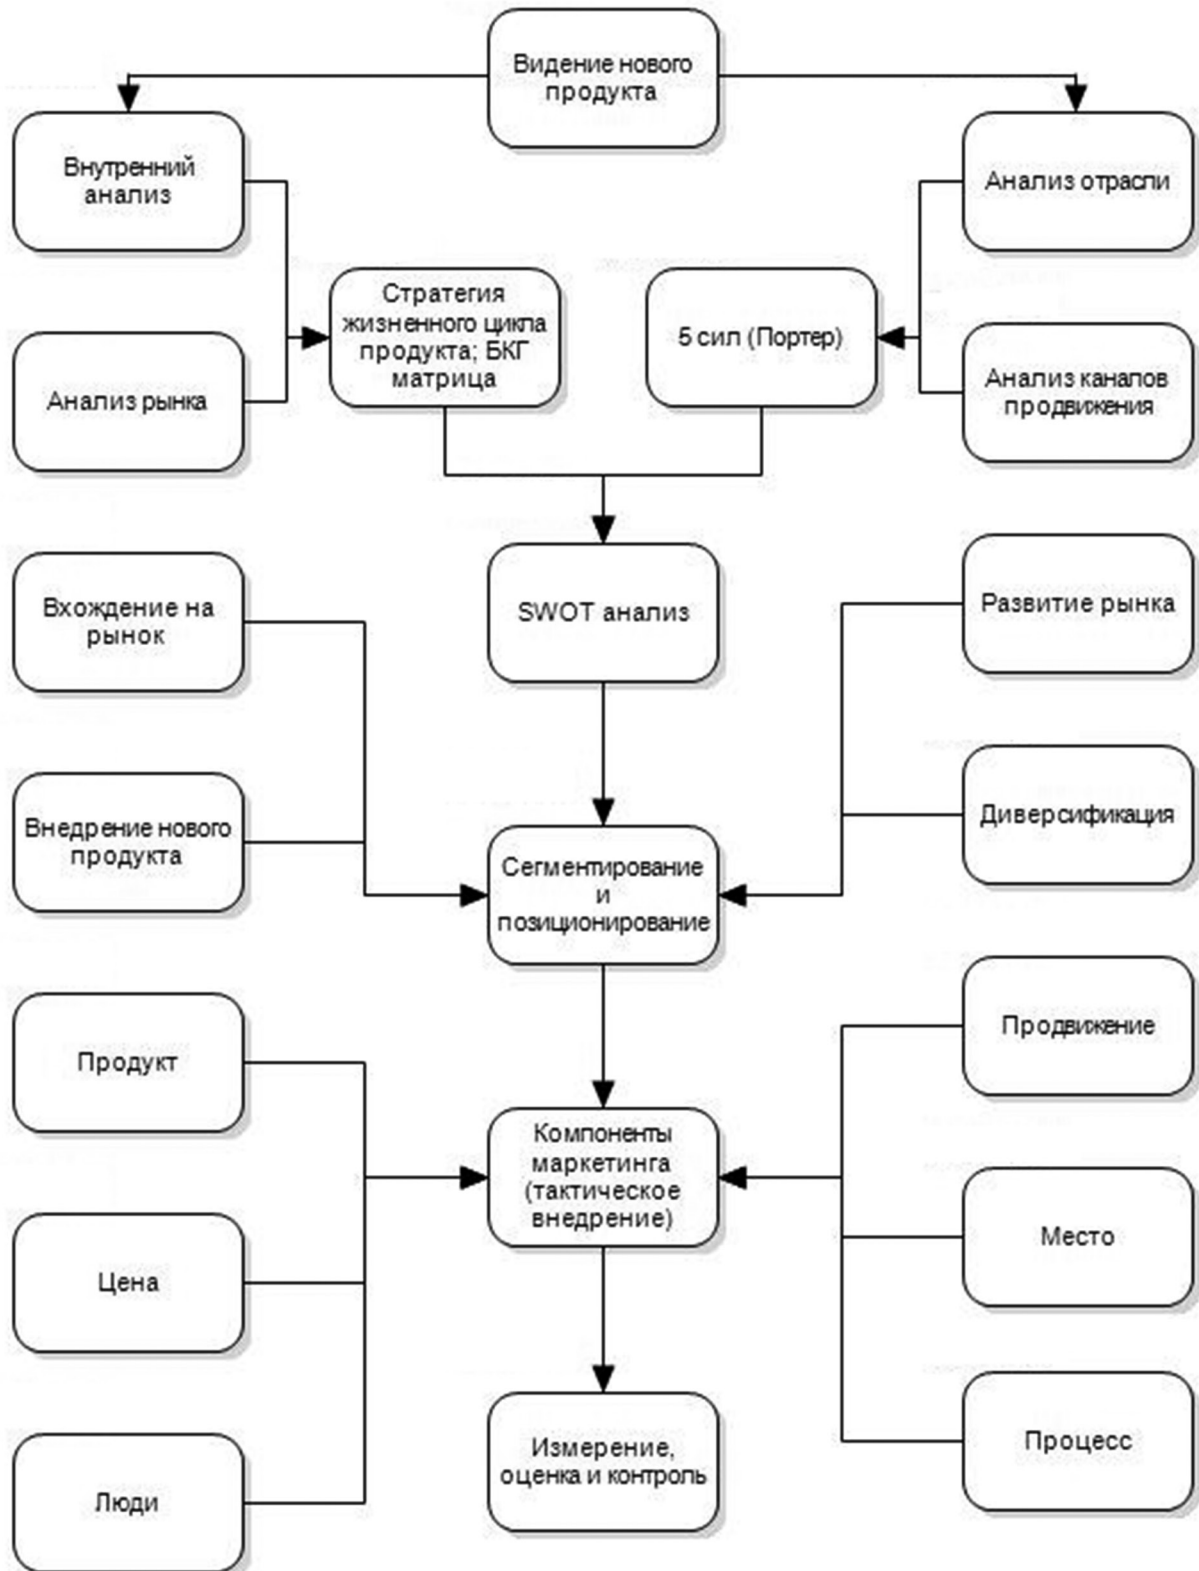 Видение нового
продукта
Внутренний
анализ
Анализ отрасли
Стратегия
жизненного цикла
продукта; БКГ
матрица
5 сил (Портер)
Анализ рынка
Анализ каналов
продвижения
Вхождение на
рынок
SWOT анализ
Развитие рынка
Внедрение нового
продукта
Диверсификация
Сегментирование
и
позиционирование
Продукт
Продвижение
Компоненты
маркетинга
(тактическое
внедрение)
Цена
Место
Люди
Измерение,
оценка и контроль
Процесс